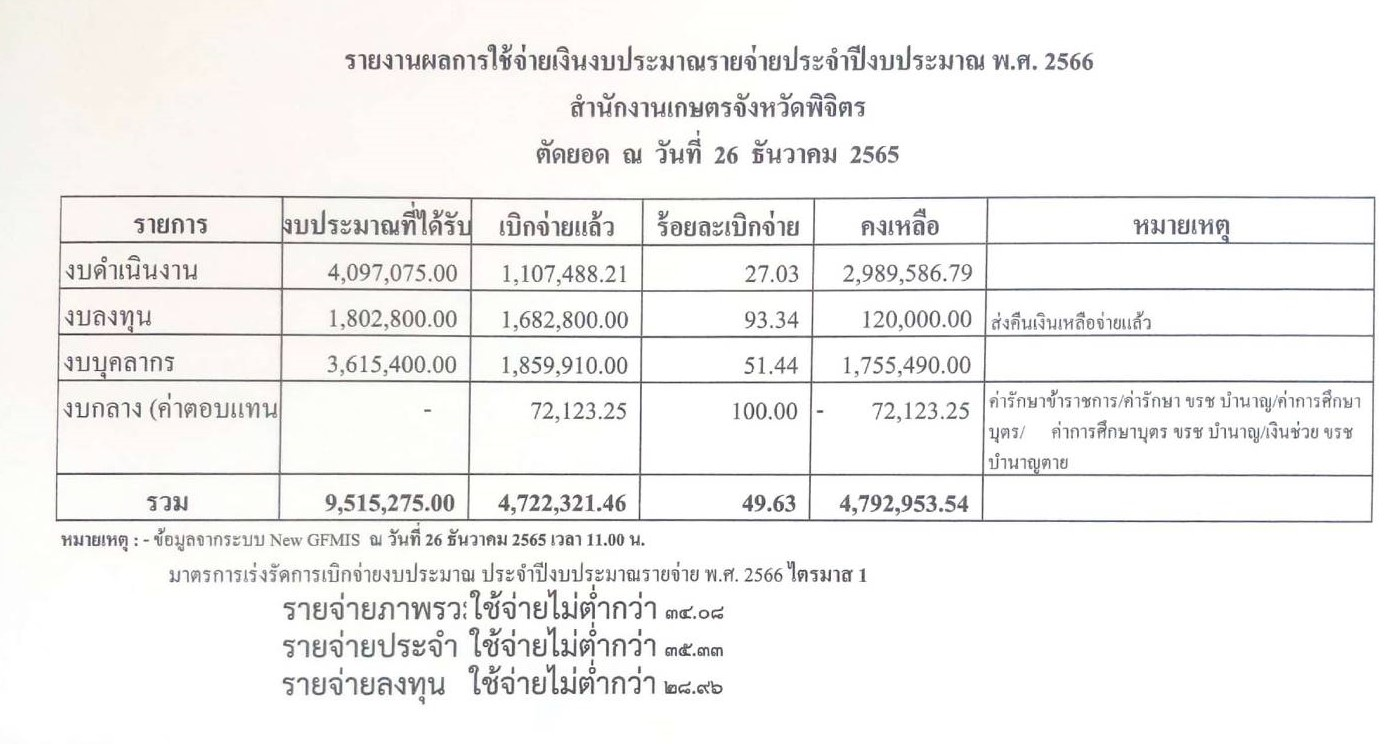 รายงานผลการใช้จ่ายเงินงบประมาณรายจ่ายประจำปีงบประมาณ พ.ศ. 2566
สำนักงานเกษตรจังหวัดพิจิตร
ตัดยอด ณ วันที่ 26 ธันวาคม 2565
รายการ งบประมาณที่ได้รับ เบิกจ่ายแล้ว ร้อยละเบิกจ่าย คงเหลือ หมายเหตุ
งบดำเนินงาน 4,097,075.00 1,107,488.21 27.03 2,989,586.79
งบลงทุน 1,802,800.00 1,682,800.00 93.34 120,000.00 ส่งคืนเงินเหลือจ่ายแล้ว
งบบุคลากร 3,615,400.00 1,859,910.00 51.44 1,755,490.00
งบกลาง (ค่าตอบแทน - 72,123.25 100.00 - 72,123.25 ค่ารักษาข้าราชการ/ค่ารักษา ขรช บำนาญ/ค่าการศึกษา
บุตร/ ค่าการศึกษาบุตร ขรช บำนาญ/เงินช่วย ขรช
บำนาญตาย
รวม 9,515,275.00 4,722,321.46 49.63 4,792,953.54
หมายเหตุ : - ข้อมูลจากระบบ New GFMIS ณ วันที่ 26 ธันวาคม 2565 เวลา 11.00 น.
มาตรการเร่งรัดการเบิกจ่ายงบประมาณ ประจำปีงบประมาณรายจ่าย พ.ศ. 2566 ไตรมาส 1
รายจ่ายภาพรว ใช้จ่ายไม่ต่ำกว่า ๓๔.๐๘
รายจ่ายประจำ ใช้จ่ายไม่ต่ำกว่า ๓๕.๓๓
รายจ่ายลงทุน ใช้จ่ายไม่ต่ำกว่า ๒๘.๙๖